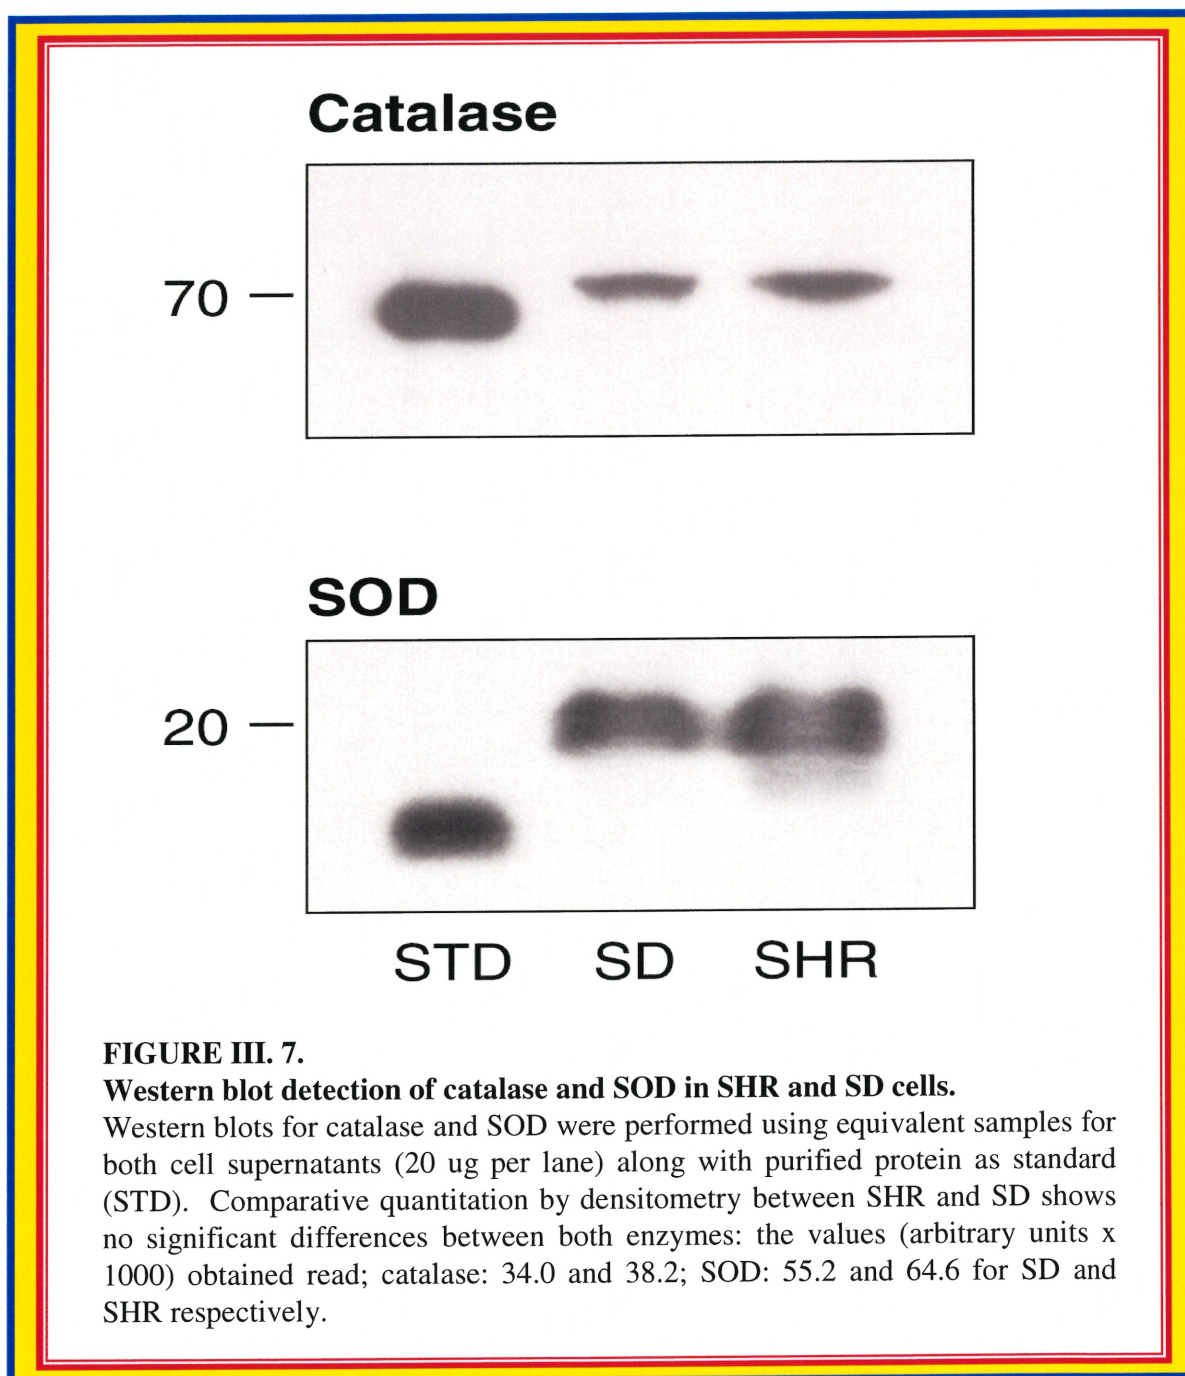 Catalase
70 —
SOD
20 —
STD SD SHR
FIGURE III. 7.
Western blot detection of catalase and SOD in SHR and SD cells.
Western blots for catalase and SOD were performed using equivalent samples for
both cell supernatants (20 ug per lane) along with purified protein as standard
(STD).  Comparative quantitation by densitometry between SHR and SD shows
no significant differences between both enzymes: the values (arbitrary units x
1000) obtained read; catalase: 34.0 and 38.2; SOD: 55.2 and 64.6 for SD and
SHR respectively.